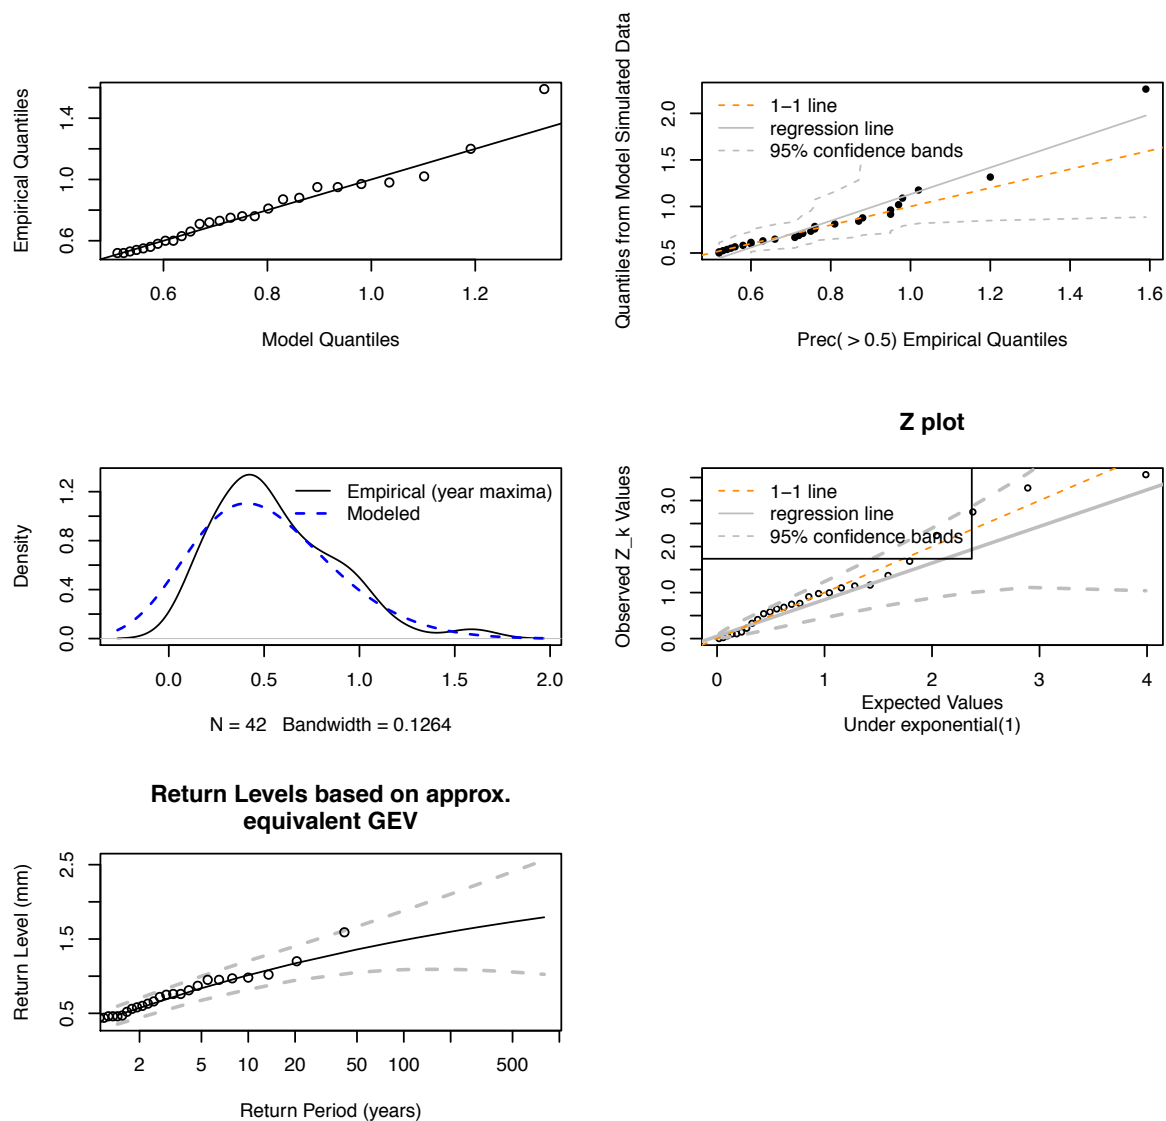 Empirical Quantiles
0.6 1.0 1.4
0.6 0.8 1.0 1.2
Model Quantiles
Quantiles from Model Simulated Data
0.5 1.0 1.5 2.0
1−1 line
regression line
95% confidence bands
0.6 0.8 1.0 1.2 1.4 1.6
Prec( > 0.5) Empirical Quantiles
Density
0.0 0.4 0.8 1.2
Empirical (year maxima)
Modeled
0.0 0.5 1.0 1.5 2.0
N = 42 Bandwidth = 0.1264
Z plot
Observed Z_k Values
0.0 1.0 2.0 3.0
1−1 line
regression line
95% confidence bands
0 1 2 3 4
Expected Values
Under exponential(1)
Return Levels based on approx.
equivalent GEV
Return Level (mm)
0.5 1.5 2.5
2 5 10 20 50 100 500
Return Period (years)